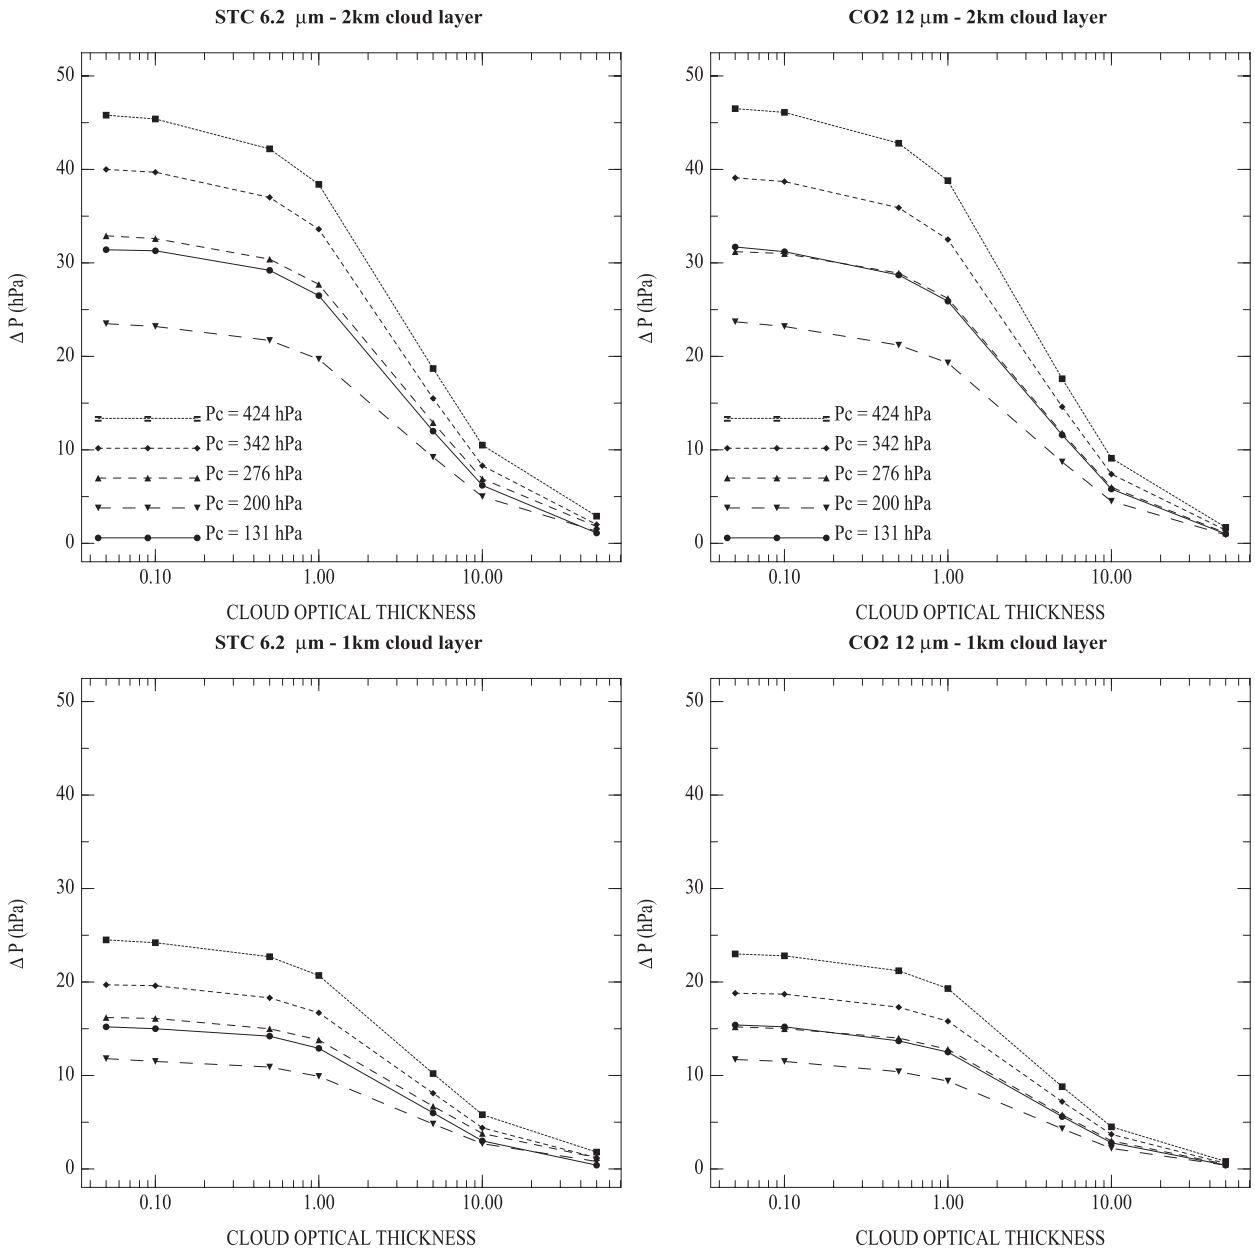 STC 6.2 μm - 2km cloud layer
50
40
30
20
10
0
Δ P (hPa)
Pc = 424 hPa
Pc = 342 hPa
Pc = 276 hPa
Pc = 200 hPa
Pc = 131 hPa
0.10 1.00 10.00
CLOUD OPTICAL THICKNESS
CO2 12 μm - 2km cloud layer
50
40
30
20
10
0
Δ P (hPa)
Pc = 424 hPa
Pc = 342 hPa
Pc = 276 hPa
Pc = 200 hPa
Pc = 131 hPa
0.10 1.00 10.00
CLOUD OPTICAL THICKNESS
STC 6.2 μm - 1km cloud layer
50
40
30
20
10
0
Δ P (hPa)
0.10 1.00 10.00
CLOUD OPTICAL THICKNESS
CO2 12 μm - 1km cloud layer
50
40
30
20
10
0
Δ P (hPa)
0.10 1.00 10.00
CLOUD OPTICAL THICKNESS